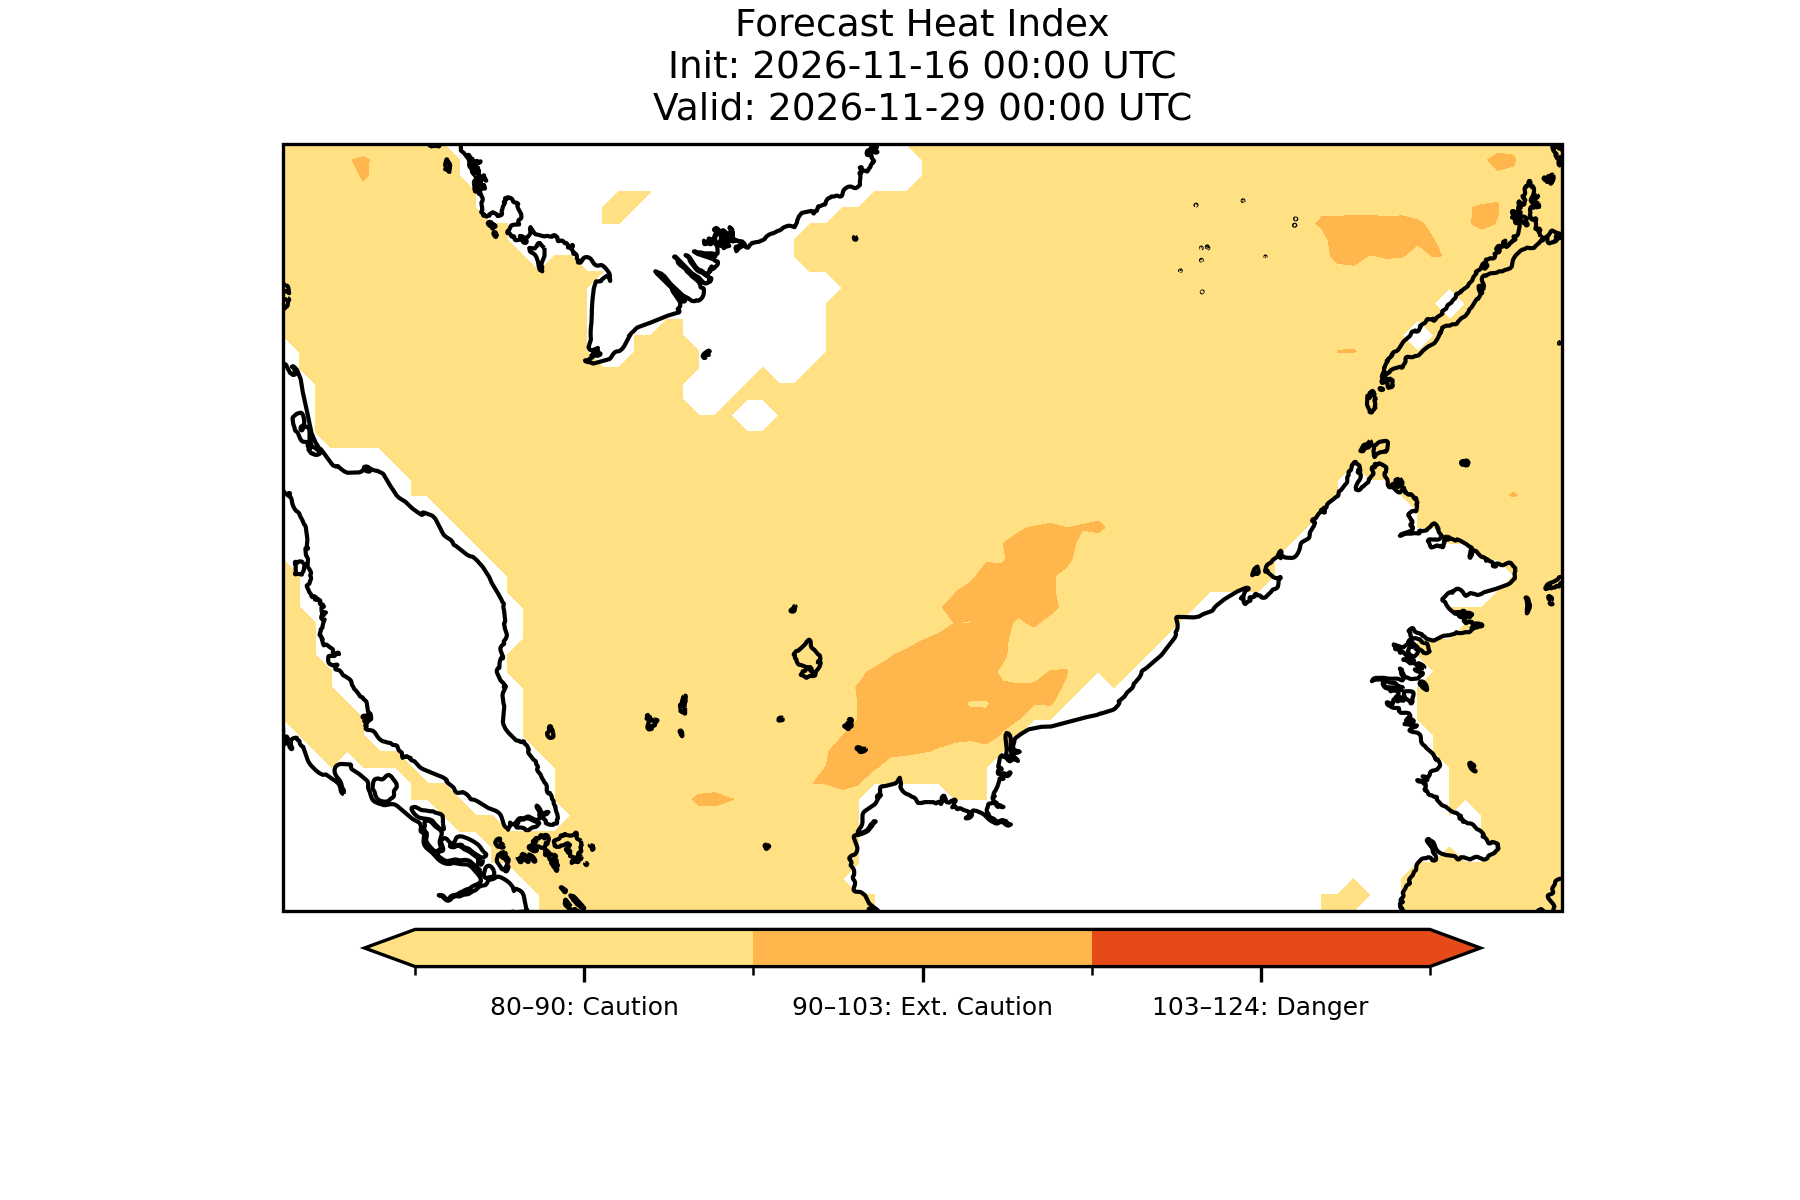 Forecast Heat Index
Init: 2026-11-16 00:00 UTC
Valid: 2026-11-29 00:00 UTC
80–90: Caution
90–103: Ext. Caution
103–124: Danger